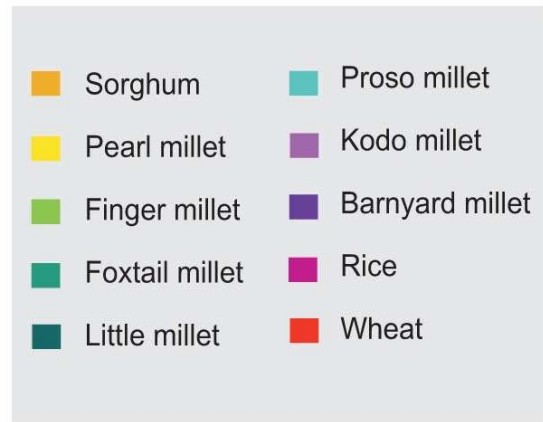 Sorghum
Pearl millet
Finger millet
Foxtail millet
Little millet
Proso millet
Kodo millet
Barnyard millet
Rice
Wheat